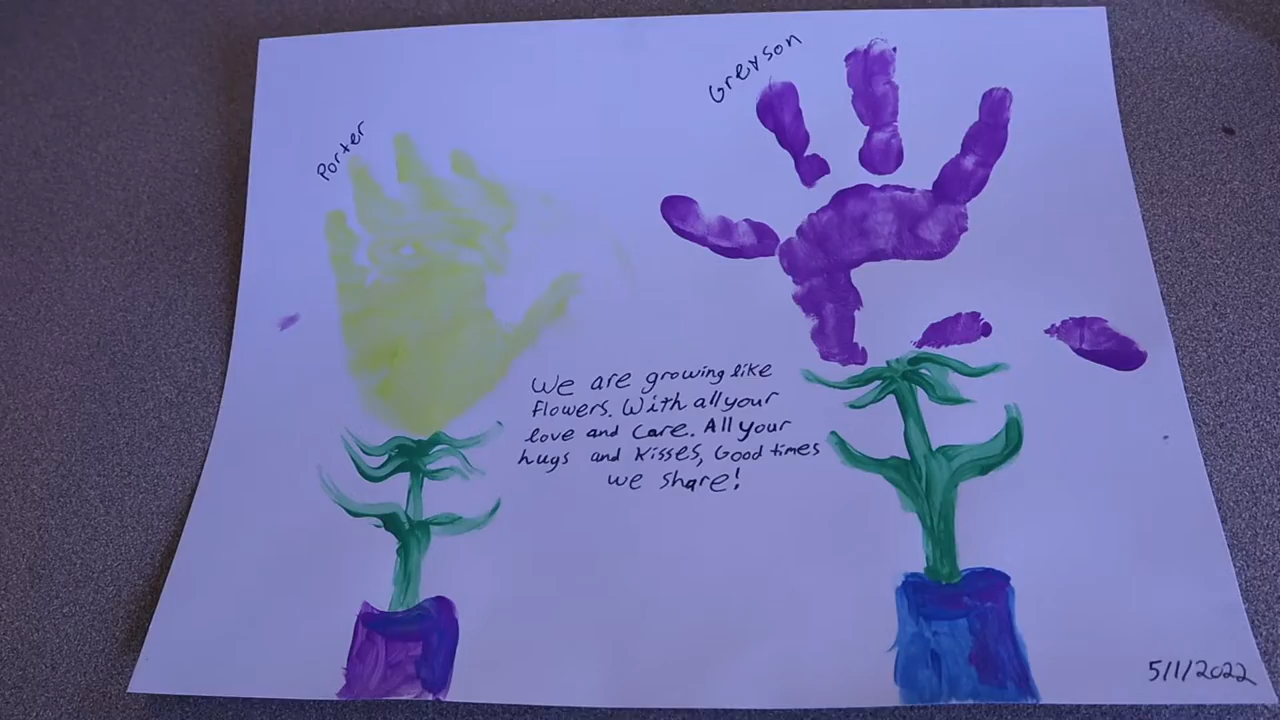 Porter
Greyson
We are growing like
flowers. With all your
love and care. All your
hugs and kisses, Good times
we share!
5/1/2022